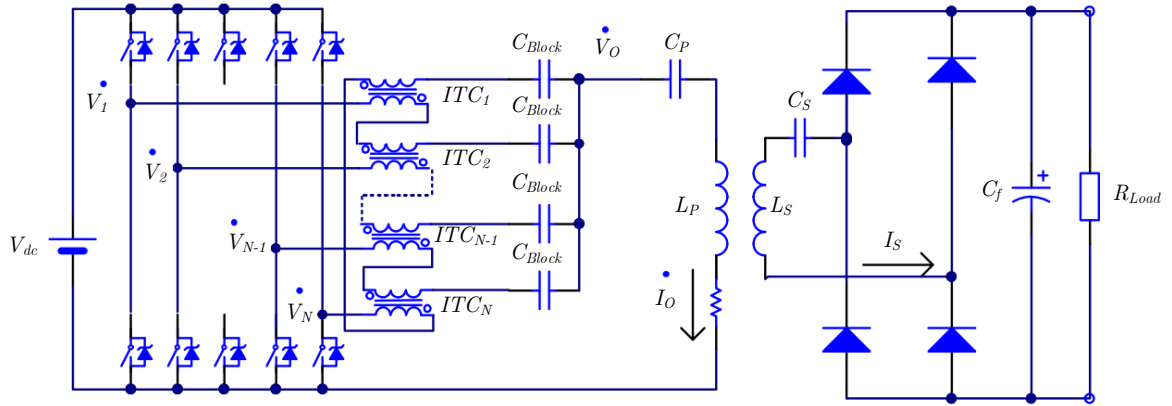 C_Block
V_O
C_P
V_1
ITC_1
C_Block
C_S
V_2
ITC_2
C_Block
V_dc
V_N-1
ITC_N-1
C_Block
L_P
L_S
I_S
C_f
+
R_Load
V_N
ITC_N
I_O